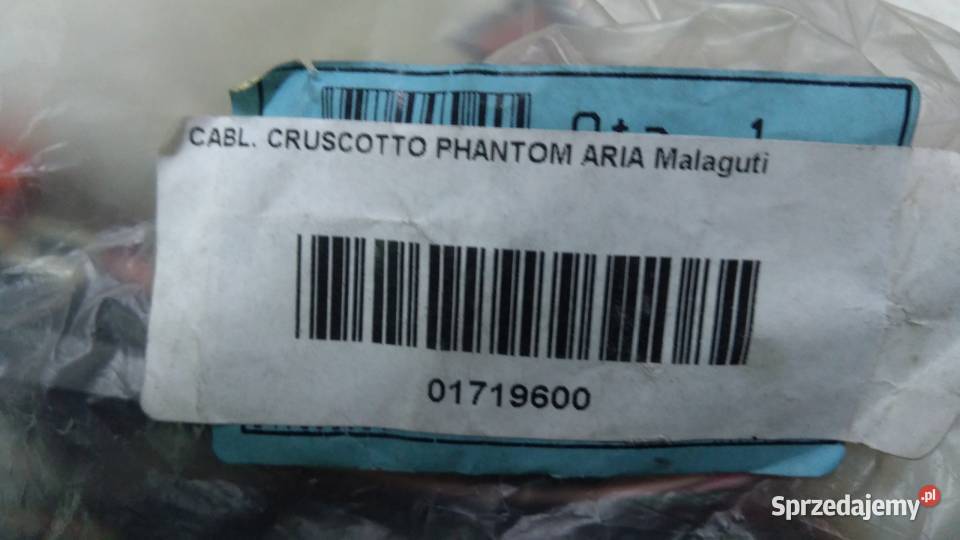 CABL. CRUSCOTTO PHANTOM ARIA Malaguti
01719600
Sprzedajemy.pl